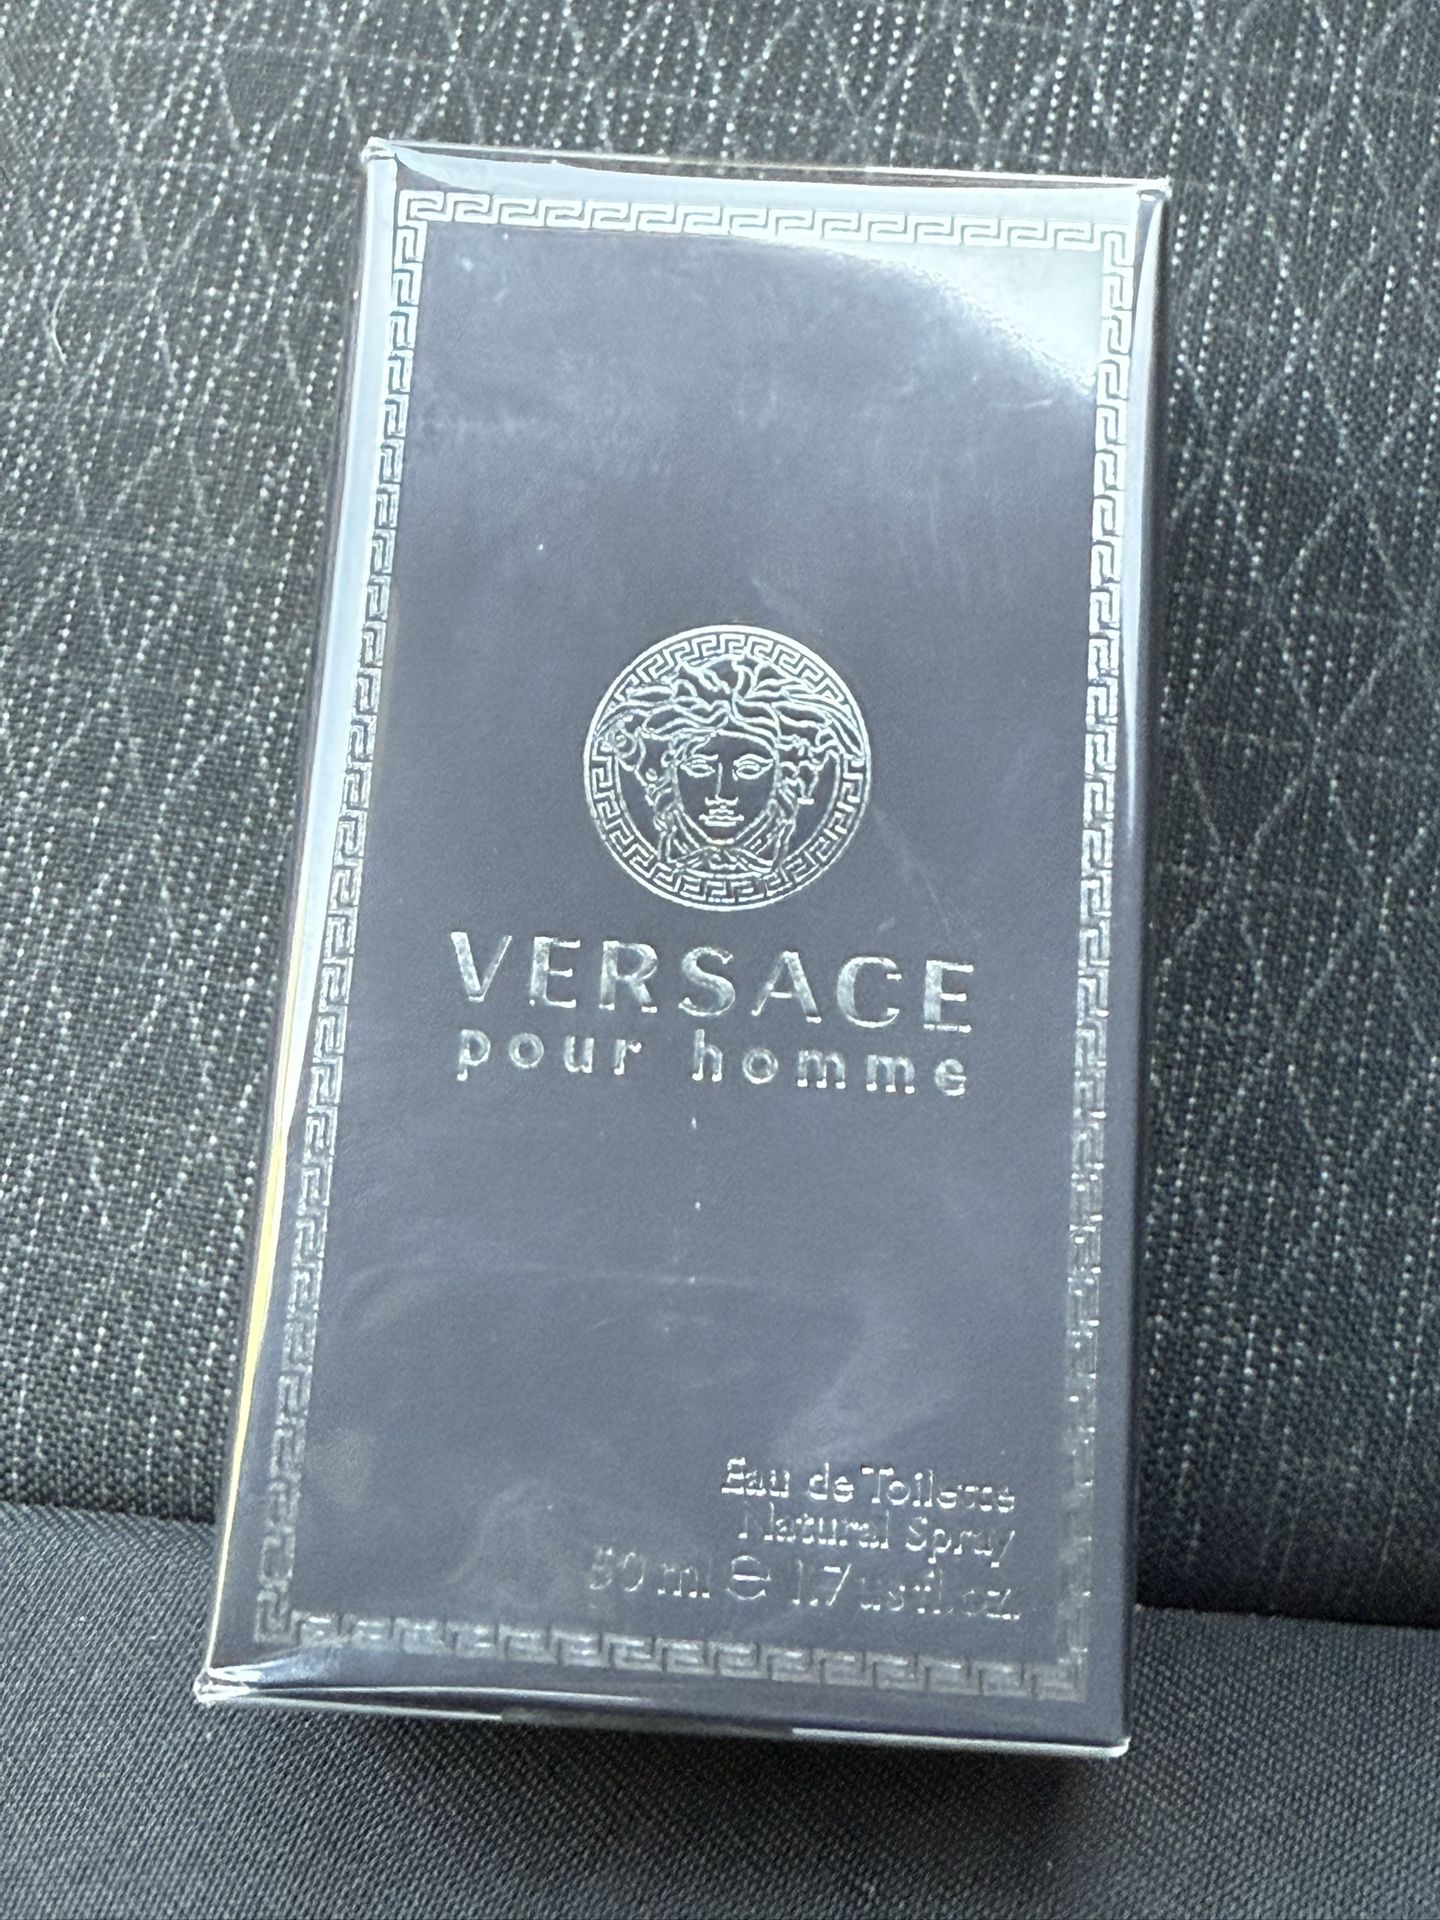 VERSACE
pour homme
Eau de Toilette
Natural Spray
50 ml ℮ 1.7 us fl. oz.